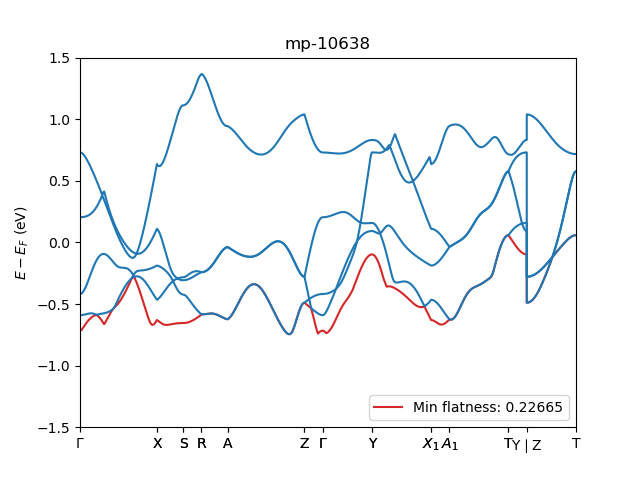 mp-10638
1.5
1.0
0.5
0.0
−0.5
−1.0
−1.5
E − E_F (eV)
Min flatness: 0.22665
Γ X S R A Z Γ Y X₁ A₁ T Y | Z T